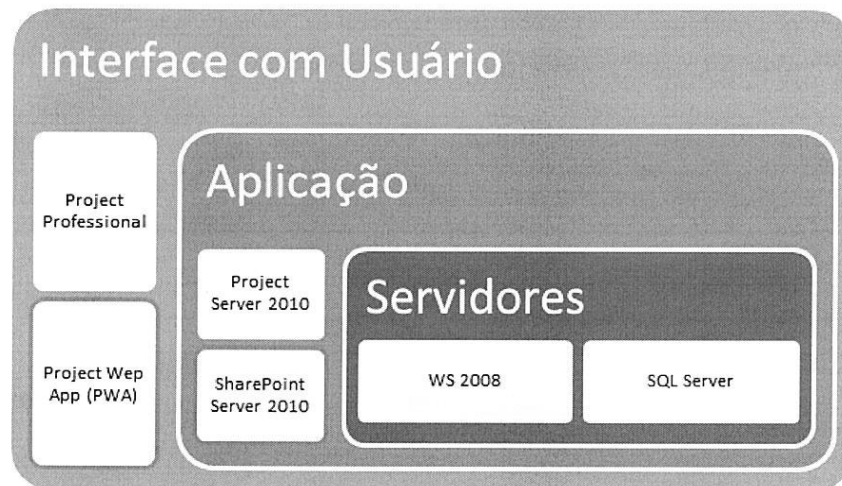 Interface com Usuário
Project
Professional
Project Wep
App (PWA)
Aplicação
Project
Server 2010
SharePoint
Server 2010
Servidores
WS 2008
SQL Server